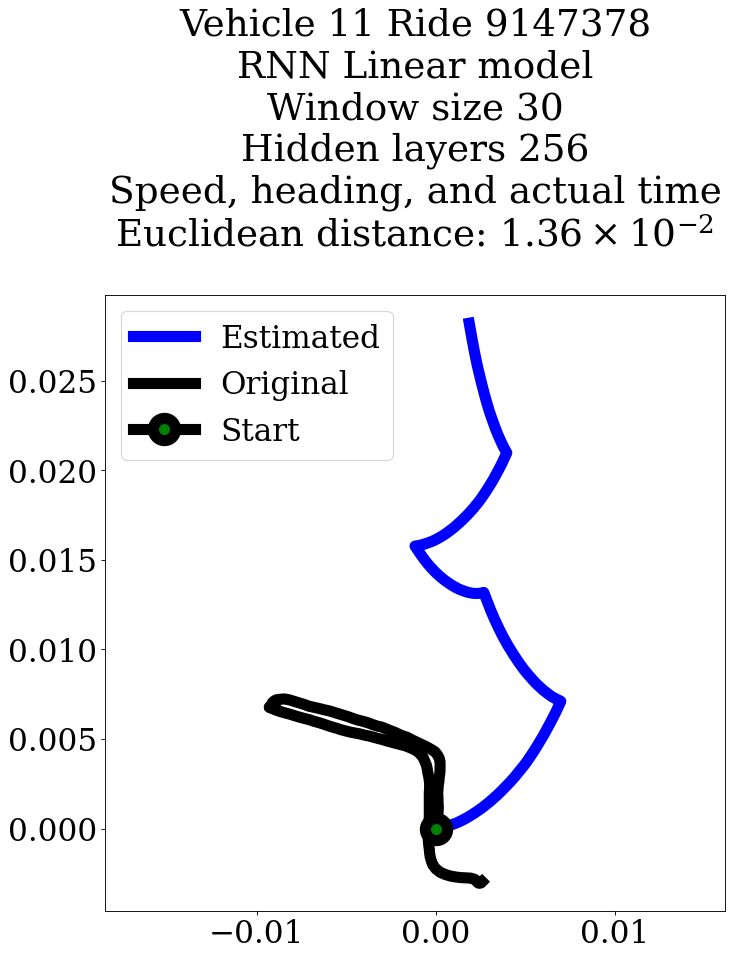 Vehicle 11 Ride 9147378
RNN Linear model
Window size 30
Hidden layers 256
Speed, heading, and actual time
Euclidean distance: 1.36 × 10⁻²
Estimated
Original
Start
0.025
0.020
0.015
0.010
0.005
0.000
−0.01 0.00 0.01